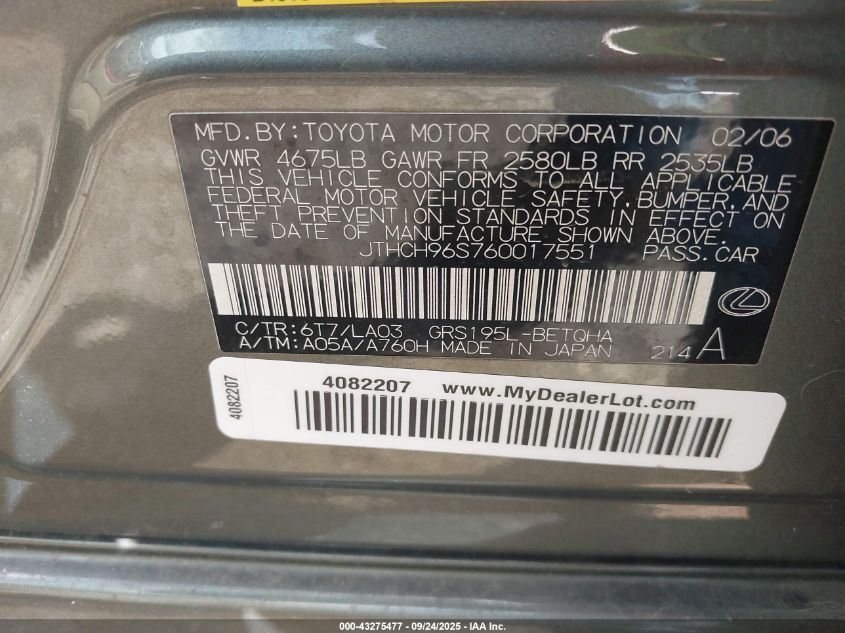 MFD.BY:TOYOTA MOTOR CORPORATION 02/06
GVWR 4675LB GAWR FR 2580LB RR 2535LB
THIS VEHICLE CONFORMS TO ALL APPLICABLE
FEDERAL MOTOR VEHICLE SAFETY,BUMPER,AND
THEFT PREVENTION STANDARDS IN EFFECT ON
THE DATE OF MANUFACTURE SHOWN ABOVE.
JTHCH96S760017551 PASS.CAR
C/TR:6T7/LA03 GRS195L-BETQHA
A/TM:A05A/A760H MADE IN JAPAN 214 A
4082207
4082207 www.MyDealerLot.com
000-43275477 - 09/24/2025 - IAA Inc.